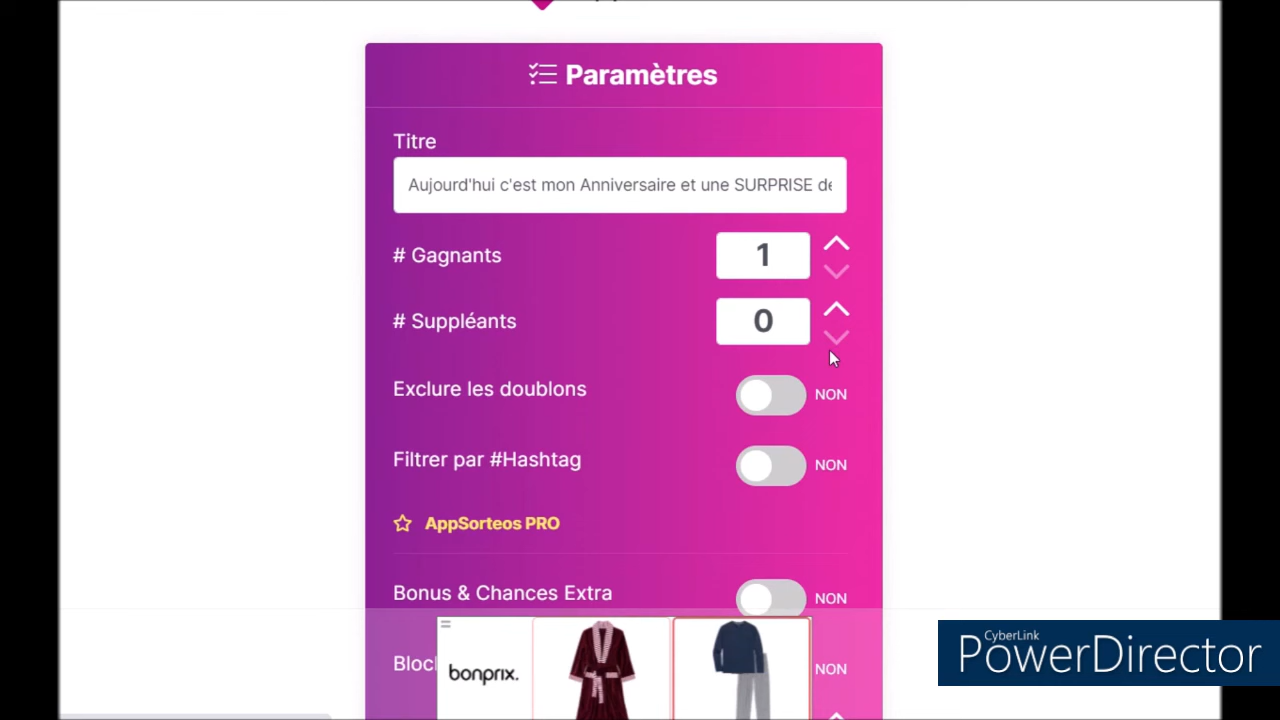 Paramètres
Titre
Aujourd'hui c'est mon Anniversaire et une SURPRISE de
# Gagnants
1
# Suppléants
0
Exclure les doublons
NON
Filtrer par #Hashtag
NON
AppSorteos PRO
Bonus & Chances Extra
NON
Bloc
NON
bonprix.
CyberLink
PowerDirector